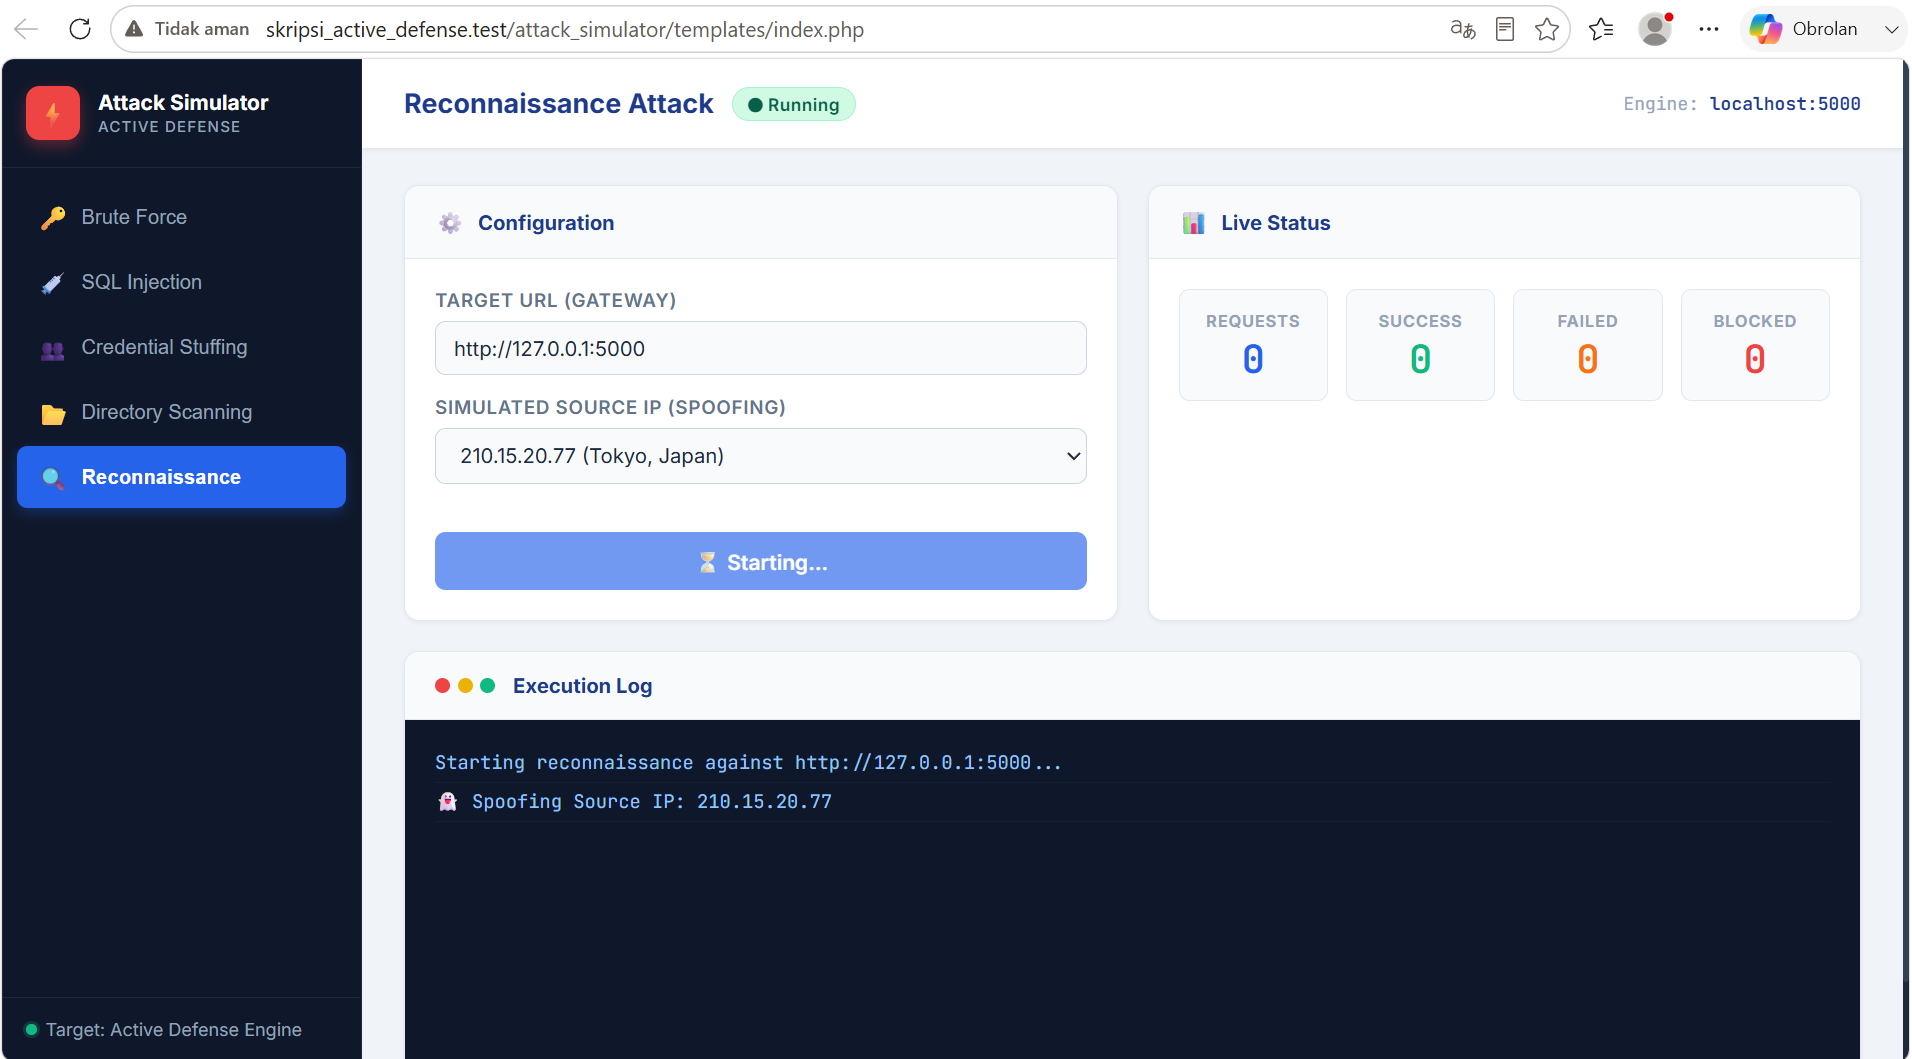 Tidak aman
skripsi_active_defense.test/attack_simulator/templates/index.php
Obrolan
Attack Simulator
ACTIVE DEFENSE
Brute Force
SQL Injection
Credential Stuffing
Directory Scanning
Reconnaissance
Target: Active Defense Engine
Reconnaissance Attack
Running
Engine: localhost:5000
Configuration
TARGET URL (GATEWAY)
http://127.0.0.1:5000
SIMULATED SOURCE IP (SPOOFING)
210.15.20.77 (Tokyo, Japan)
Starting...
Live Status
REQUESTS
0
SUCCESS
0
FAILED
0
BLOCKED
0
Execution Log
Starting reconnaissance against http://127.0.0.1:5000...
Spoofing Source IP: 210.15.20.77